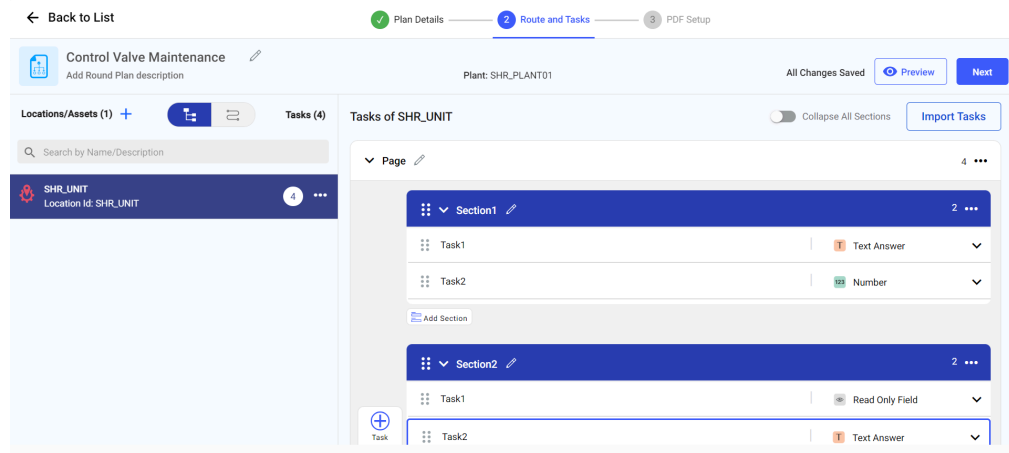 Back to List
Plan Details
2 Route and Tasks
3 PDF Setup
Control Valve Maintenance
Add Round Plan description
Plant: SHR_PLANT01
All Changes Saved
Preview
Next
Locations/Assets (1)
Tasks (4)
Search by Name/Description
SHR_UNIT
4
Location Id: SHR_UNIT
Tasks of SHR_UNIT
Collapse All Sections
Import Tasks
Page
4
Section1
2
Task1
T Text Answer
Task2
123 Number
Add Section
Section2
2
Task1
Read Only Field
Task
Task2
T Text Answer